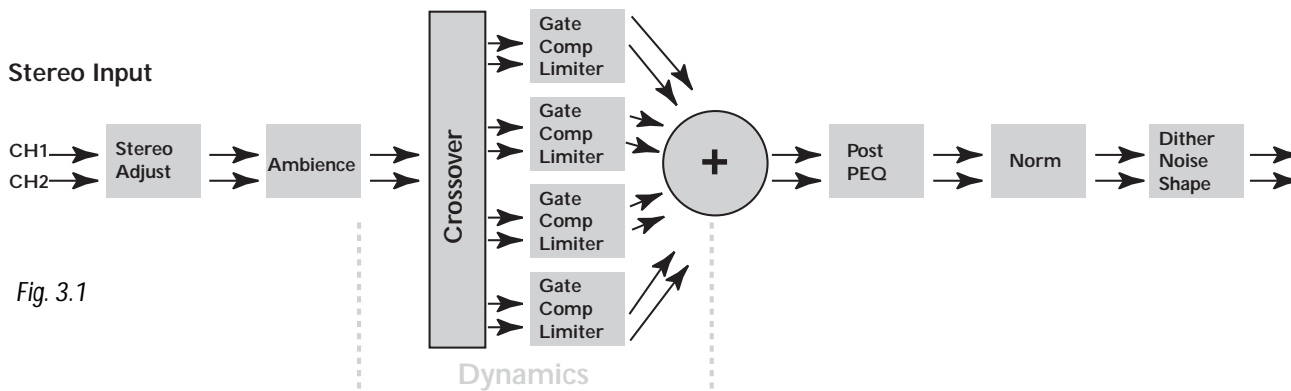 Stereo Input
CH1
CH2
Stereo
Adjust
Ambience
Crossover
Gate
Comp
Limiter
Gate
Comp
Limiter
Gate
Comp
Limiter
Gate
Comp
Limiter
+
Post
PEQ
Norm
Dither
Noise
Shape
Fig. 3.1
Dynamics